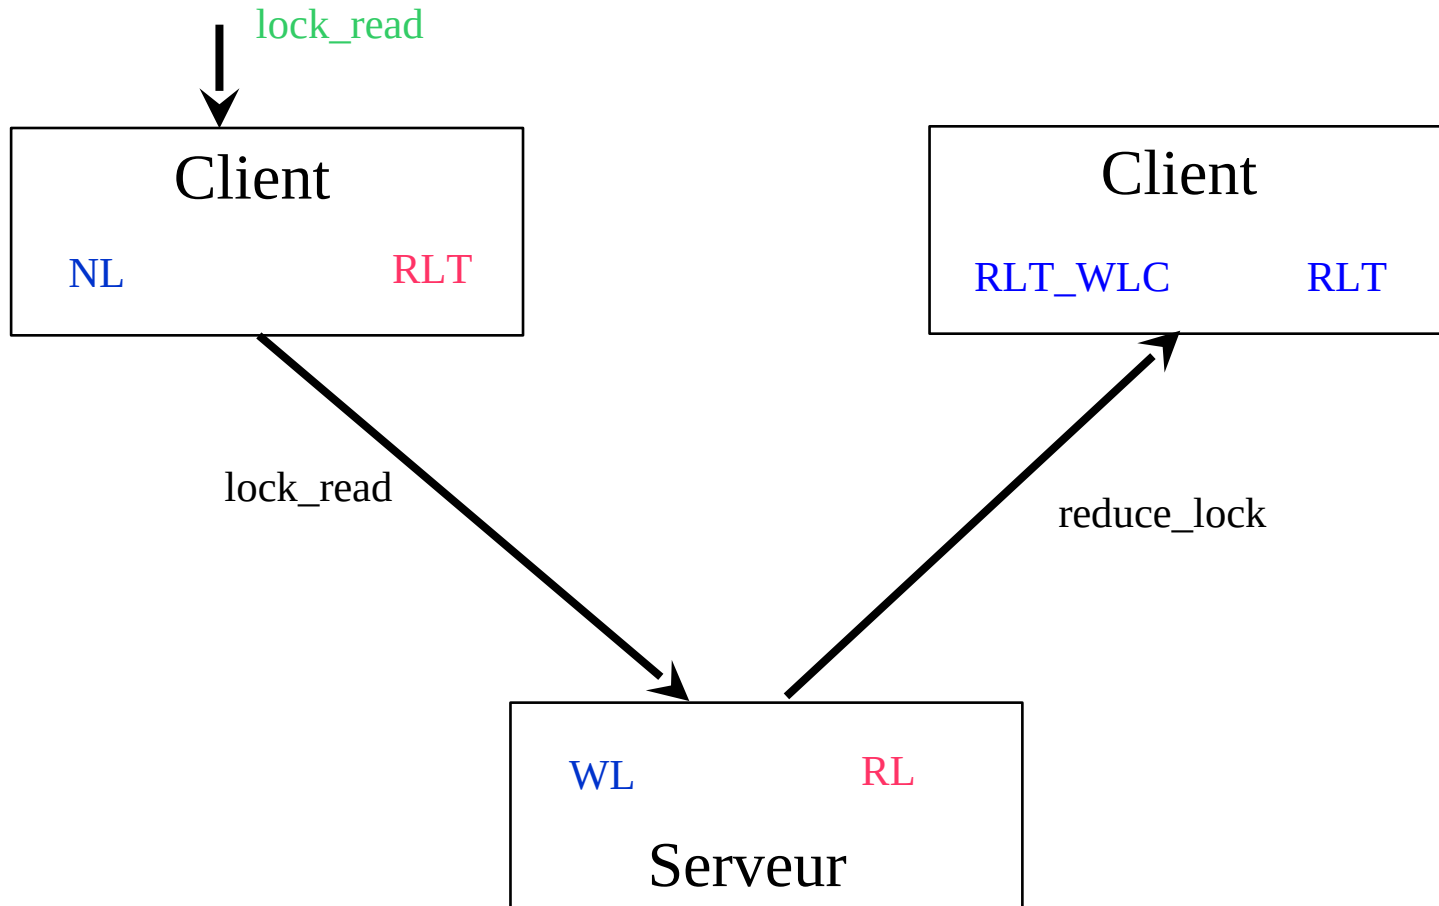 lock_read
Client
NL RLT
Client
RLT_WLC RLT
lock_read
reduce_lock
WL RL
Serveur